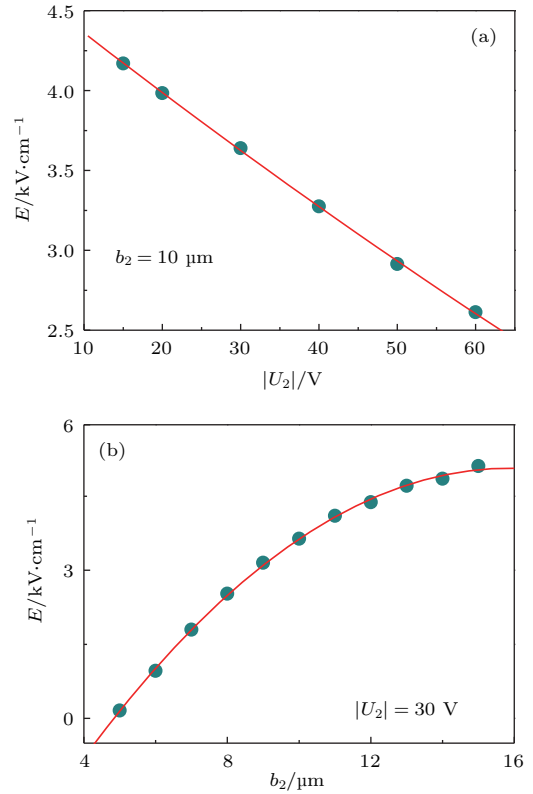 4.5
(a)
4.0
E/kV·cm⁻¹
3.5
3.0
b₂ = 10 µm
2.5
10 20 30 40 50 60
|U₂|/V
6
(b)
E/kV·cm⁻¹
3
|U₂| = 30 V
0
4 8 12 16
b₂/µm